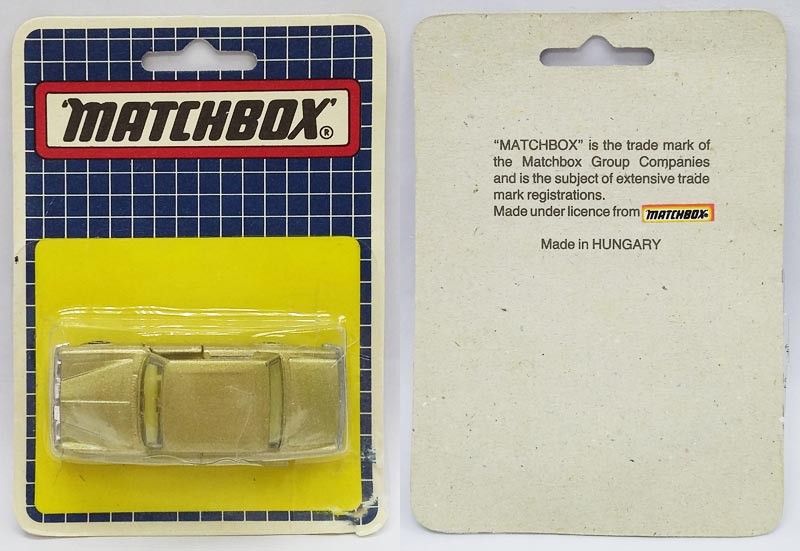 'MATCHBOX'®
"MATCHBOX" is the trade mark of
the Matchbox Group Companies
and is the subject of extensive trade
mark registrations.
Made under licence from MATCHBOX®
Made in HUNGARY